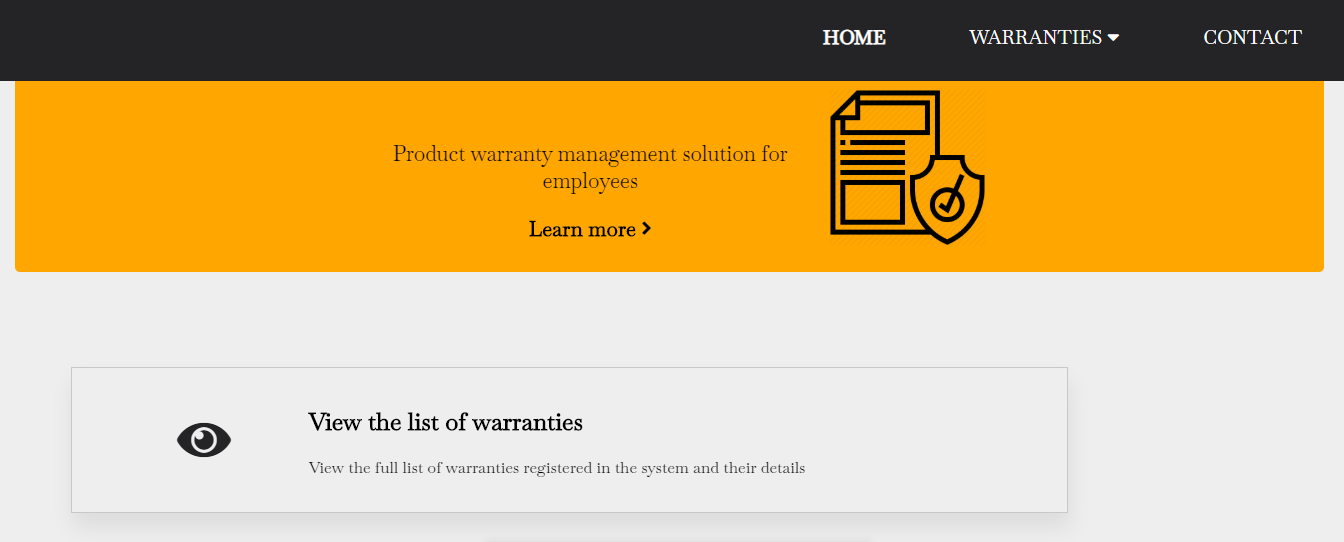 HOME WARRANTIES CONTACT
Product warranty management solution for
employees
Learn more
View the list of warranties
View the full list of warranties registered in the system and their details